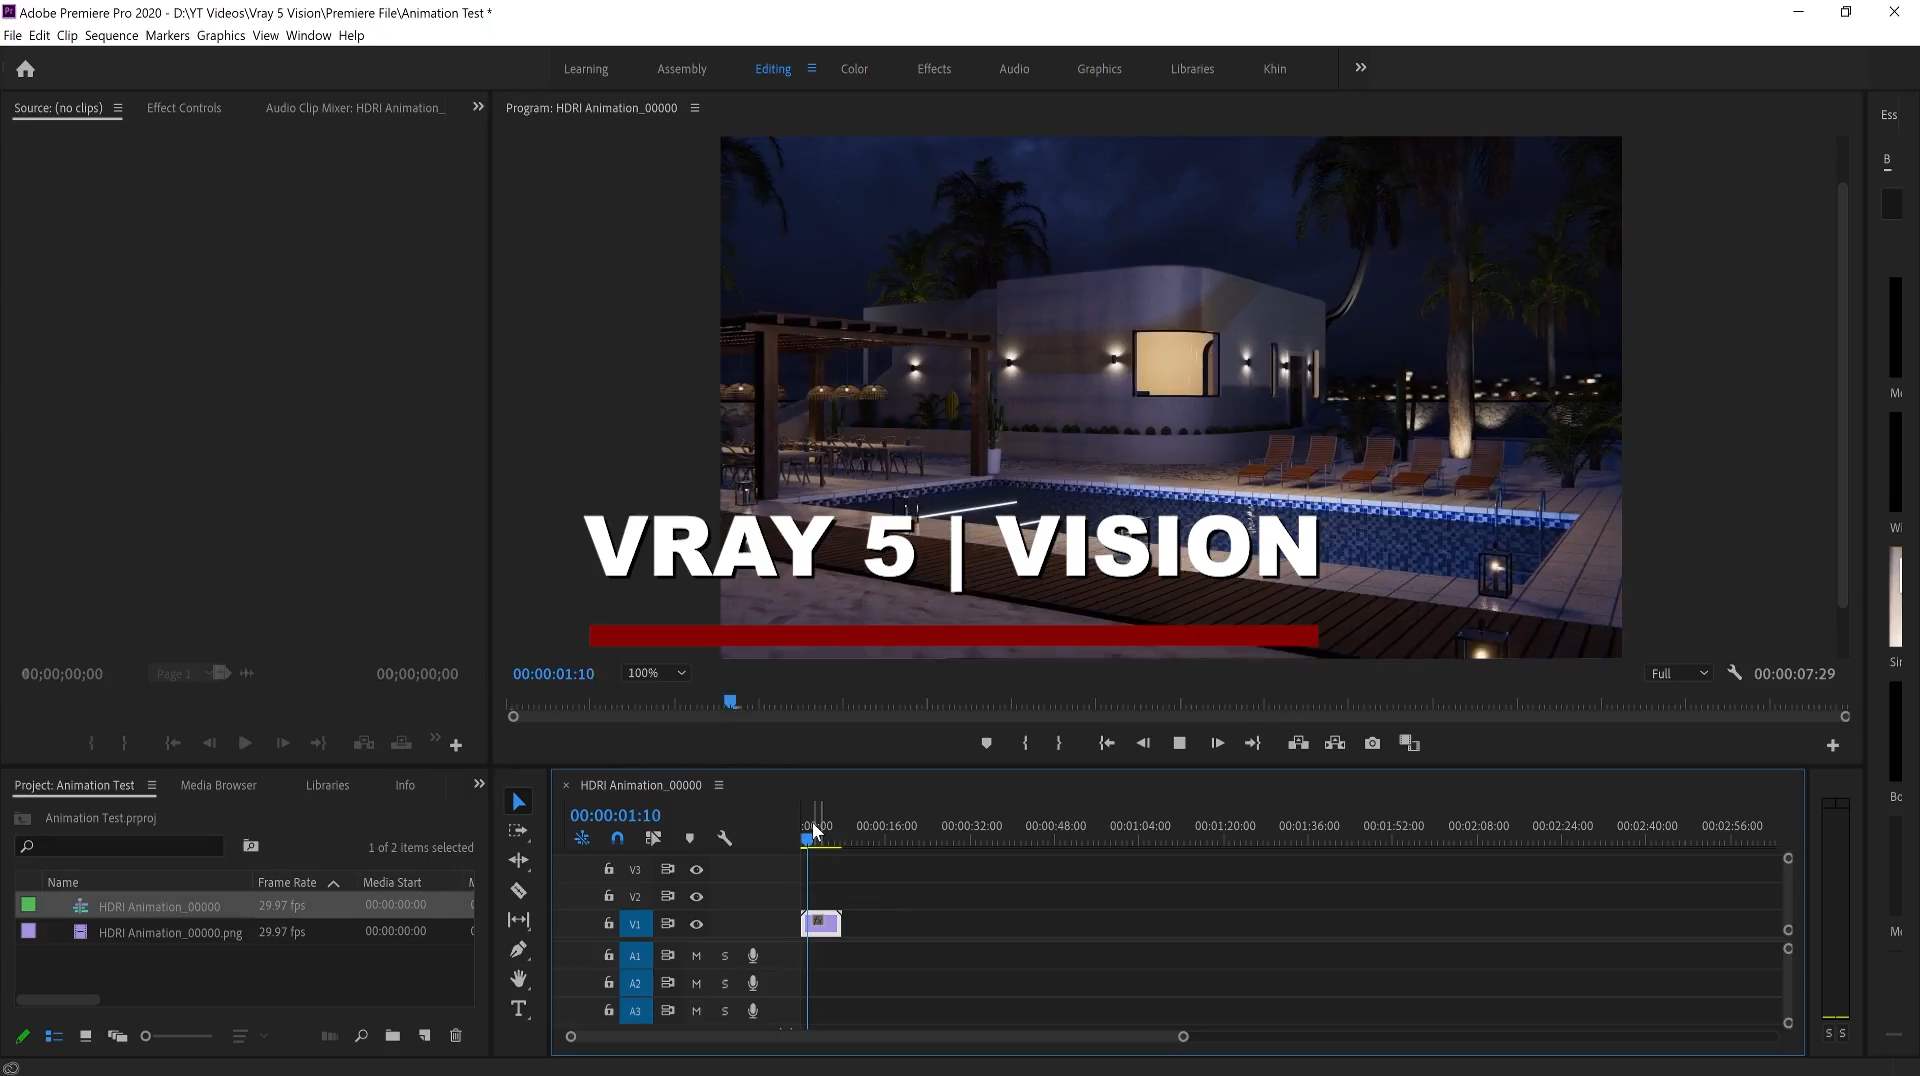 Pr Adobe Premiere Pro 2020 - D:\YT Videos\Vray 5 Vision\Premiere File\Animation Test *
File Edit Clip Sequence Markers Graphics View Window Help
Learning Assembly Editing Color Effects Audio Graphics Libraries Khin
Source: (no clips) Effect Controls Audio Clip Mixer: HDRI Animation_
Program: HDRI Animation_00000
Ess
B
VRAY 5 | VISION
00;00;00;00 Page 1 00;00;00;00
00:00:01:10 100% Full 00:00:07:29
Project: Animation Test Media Browser Libraries Info
Animation Test.prproj
1 of 2 items selected
Name Frame Rate Media Start
HDRI Animation_00000 29.97 fps 00:00:00:00
HDRI Animation_00000.png 29.97 fps 00:00:00:00
× HDRI Animation_00000
00:00:01:10
:00:00 00:00:16:00 00:00:32:00 00:00:48:00 00:01:04:00 00:01:20:00 00:01:36:00 00:01:52:00 00:02:08:00 00:02:24:00 00:02:40:00 00:02:56:00
V3
V2
V1 fx
A1 M S
A2 M S
A3 M S
S S